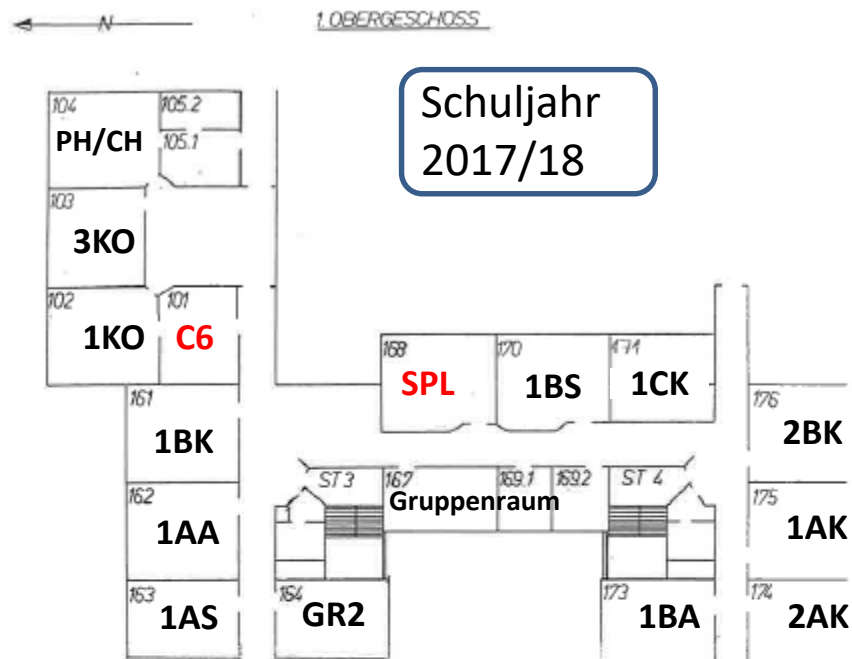 N
1. OBERGESCHOSS
Schuljahr
2017/18
104
PH/CH
105.2
105.1
103
3KO
102
1KO
101
C6
161
1BK
162
1AA
163
1AS
168
SPL
170
1BS
171
1CK
176
2BK
175
1AK
174
2AK
ST 3
167
169.1
169.2
ST 4
Gruppenraum
164
GR2
173
1BA